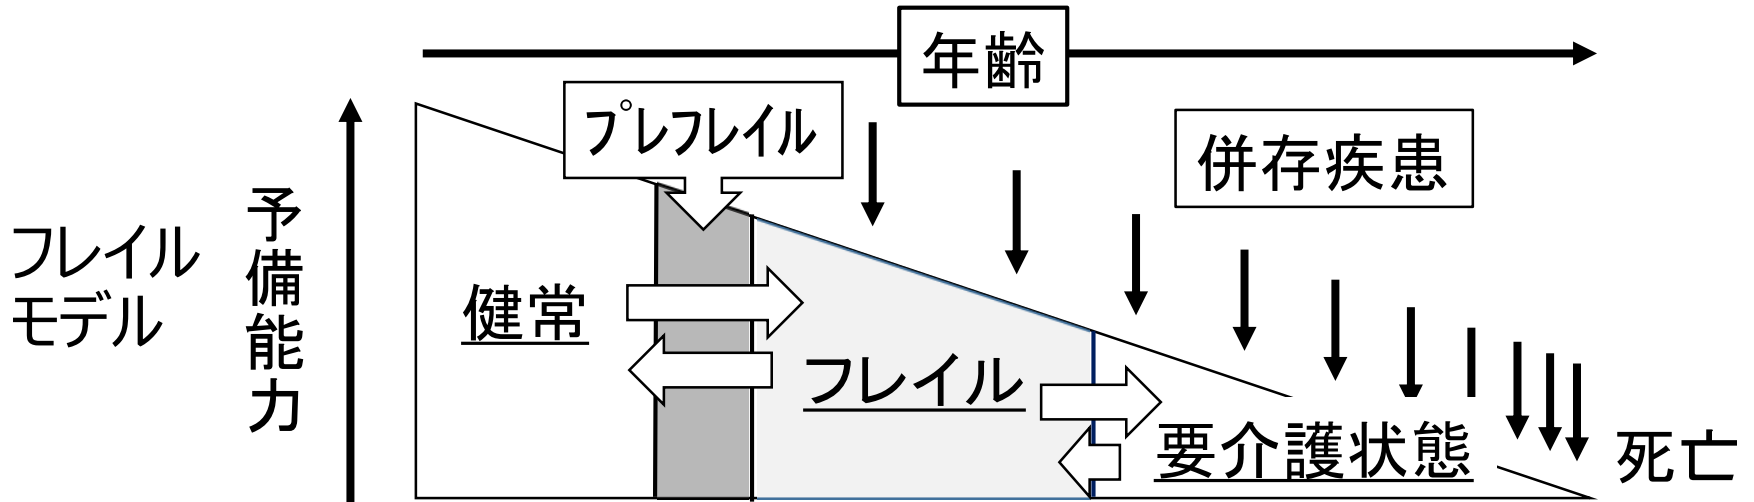 年齢
プレフレイル
併存疾患
フレイル
モデル
予備能力
健常
フレイル
要介護状態
死亡